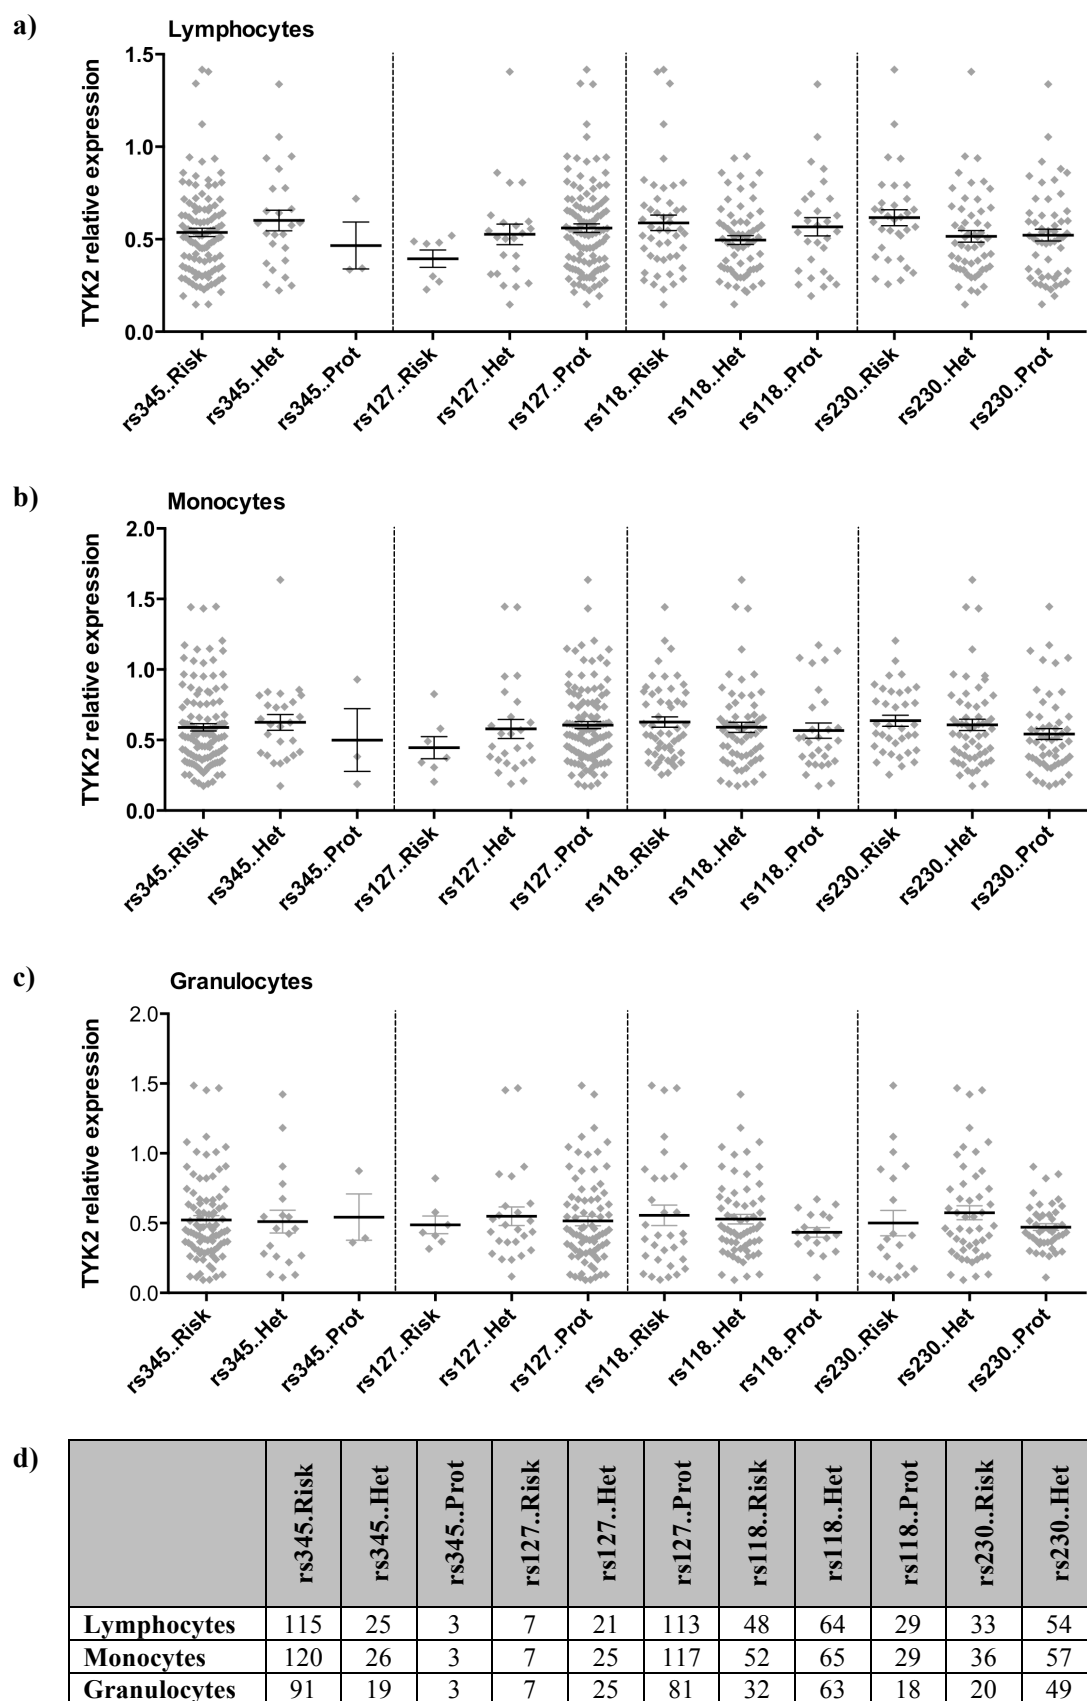 a)
Lymphocytes
TYK2 relative expression
1.5
1.0
0.5
0.0
rs345..Risk
rs345..Het
rs345..Prot
rs127..Risk
rs127..Het
rs127..Prot
rs118..Risk
rs118..Het
rs118..Prot
rs230..Risk
rs230..Het
rs230..Prot
b)
Monocytes
TYK2 relative expression
2.0
1.5
1.0
0.5
0.0
rs345..Risk
rs345..Het
rs345..Prot
rs127..Risk
rs127..Het
rs127..Prot
rs118..Risk
rs118..Het
rs118..Prot
rs230..Risk
rs230..Het
rs230..Prot
c)
Granulocytes
TYK2 relative expression
2.0
1.5
1.0
0.5
0.0
rs345..Risk
rs345..Het
rs345..Prot
rs127..Risk
rs127..Het
rs127..Prot
rs118..Risk
rs118..Het
rs118..Prot
rs230..Risk
rs230..Het
rs230..Prot
d)
rs345.Risk rs345..Het rs345..Prot rs127..Risk rs127..Het rs127..Prot rs118..Risk rs118..Het rs118..Prot rs230..Risk rs230..Het
Lymphocytes 115 25 3 7 21 113 48 64 29 33 54
Monocytes 120 26 3 7 25 117 52 65 29 36 57
Granulocytes 91 19 3 7 25 81 32 63 18 20 49